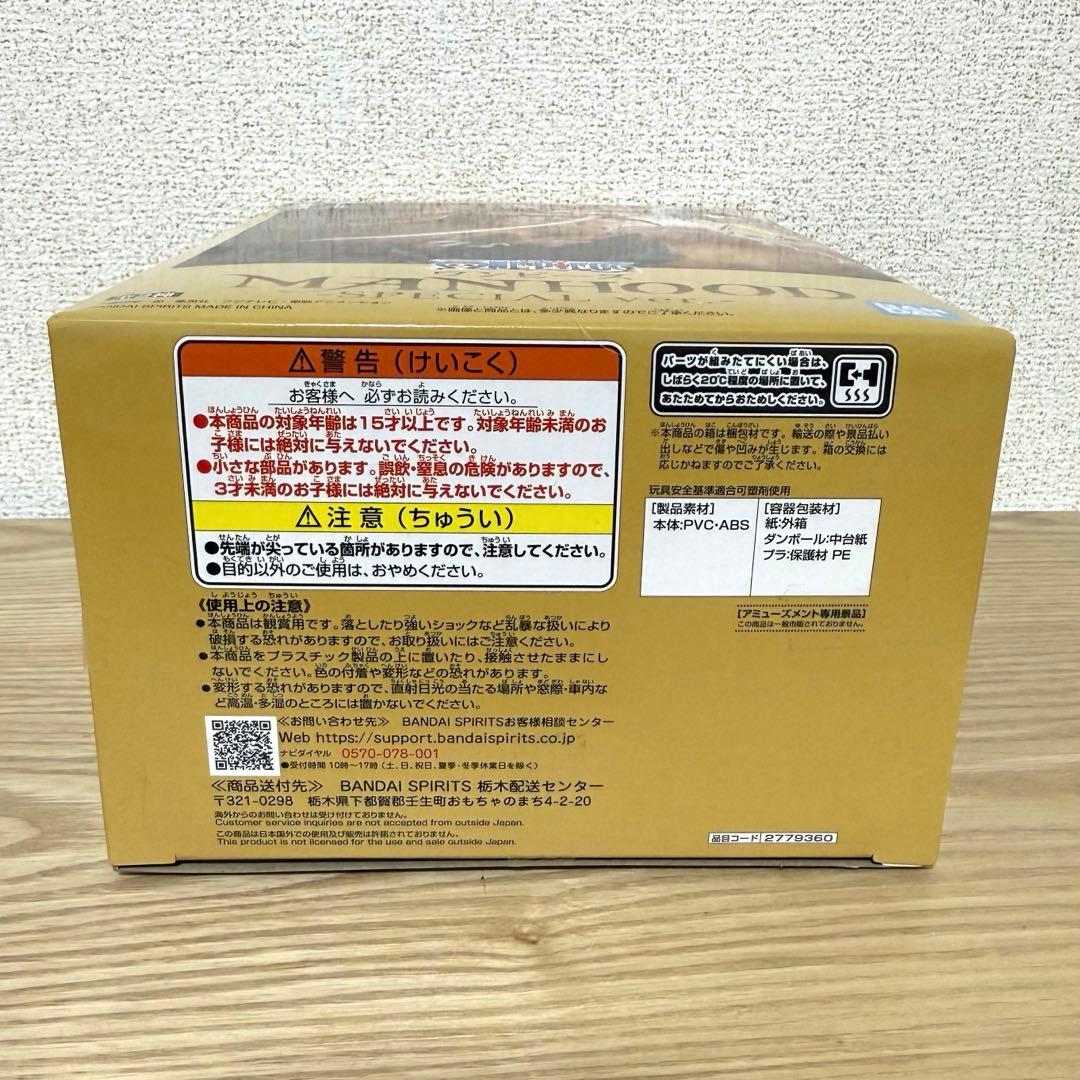 MANHOOD
SPECIAL
BANDAI SPIRITS MADE IN CHINA
⚠警告（けいこく）
お客様へ 必ずお読みください。
●本商品の対象年齢は15才以上です。対象年齢未満のお
子様には絶対に与えないでください。
●小さな部品があります。誤飲・窒息の危険がありますので、
3才未満のお子様には絶対に与えないでください。
⚠注意（ちゅうい）
●先端が尖っている箇所がありますので、注意してください。
●目的以外のご使用は、おやめください。
《使用上の注意》
●本商品は観賞用です。落としたり強いショックなど乱暴な扱いにより
破損する恐れがありますので、お取り扱いにはご注意ください。
●本商品をプラスチック製品の上に置いたり、接触させたままにし
ないでください。色の付着や変形などの恐れがあります。
●変形する恐れがありますので、直射日光の当たる場所や窓際・車内な
ど高温・多湿のところには置かないでください。
≪お問い合わせ先≫ BANDAI SPIRITSお客様相談センター
Web https://support.bandaispirits.co.jp
ナビダイヤル 0570-078-001
●受付時間 10時〜17時（土、日、祝日、夏季・冬季休業日を除く）
≪商品送付先≫ BANDAI SPIRITS 栃木配送センター
〒321-0298 栃木県下都賀郡壬生町おもちゃのまち4-2-20
海外からのお問い合わせは受け付けておりません。
Customer service inquiries are not accepted from outside Japan.
この商品は日本国外での使用及び販売は許諾されておりません。
This product is not licensed for the use and sale outside Japan.
パーツが組みたてにくい場合は、
しばらく20℃程度の場所に置いて、
あたためてからおためしください。
※本商品の箱は梱包材です。輸送の際や景品払い
出しなどで傷や凹みが生じます。箱の交換には
応じかねますのでご了承ください。
玩具安全基準適合可塑剤使用
［製品素材］
本体:PVC・ABS
［容器包装材］
紙:外箱
ダンボール:中台紙
プラ:保護材 PE
［アミューズメント専用景品］
この商品は一般市販されておりません。
品目コード 2779360